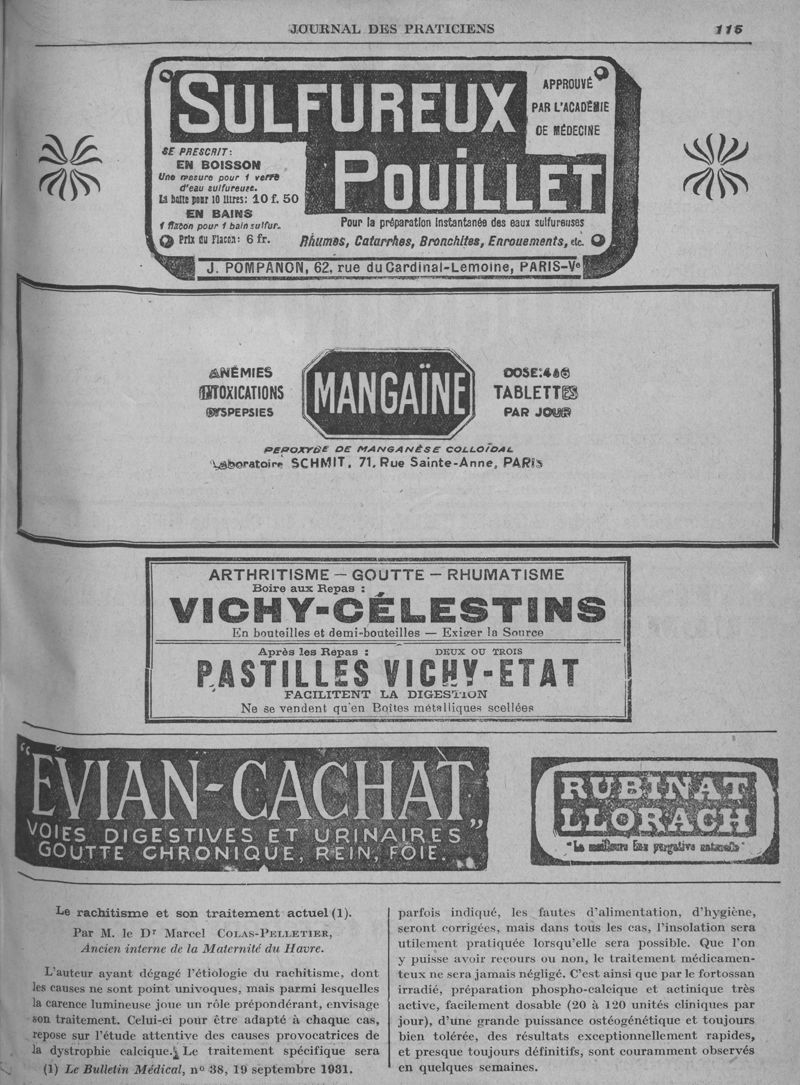 JOURNAL DES PRATICIENS
115
SULFUREUX
POUILLET
APPROUVÉ
PAR L'ACADÉMIE
DE MÉDECINE
SE PRESCRIT:
EN BOISSON
Une mesure pour 1 verre
d'eau sulfureuse.
La boîte pour 10 litres: 10 f. 50
EN BAINS
1 flacon pour 1 bain sulfur.
Prix du Flacon: 6 fr.
Pour la préparation instantanée des eaux sulfureuses
Rhumes, Catarrhes, Bronchites, Enrouements, etc.
J. POMPANON, 62, rue du Cardinal-Lemoine, PARIS-Ve
ANÉMIES
INTOXICATIONS
DYSPEPSIES
MANGAÏNE
DOSE: 4 à 6
TABLETTES
PAR JOUR
PEPOXYDE DE MANGANÈSE COLLOÏDAL
Laboratoire SCHMIT, 71, Rue Sainte-Anne, PARIS
ARTHRITISME — GOUTTE — RHUMATISME
Boire aux Repas :
VICHY-CÉLESTINS
En bouteilles et demi-bouteilles — Exiger la Source
Après les Repas : DEUX OU TROIS
PASTILLES VICHY-ETAT
FACILITENT LA DIGESTION
Ne se vendent qu'en Boîtes métalliques scellées
"EVIAN-CACHAT"
VOIES DIGESTIVES ET URINAIRES
GOUTTE CHRONIQUE, REIN, FOIE.
RUBINAT
LLORACH
"La meilleure Eau purgative naturelle"
Le rachitisme et son traitement actuel (1).
Par M. le Dr Marcel COLAS-PELLETIER,
Ancien interne de la Maternité du Havre.
L'auteur ayant dégagé l'étiologie du rachitisme, dont
les causes ne sont point univoques, mais parmi lesquelles
la carence lumineuse joue un rôle prépondérant, envisage
son traitement. Celui-ci pour être adapté à chaque cas,
repose sur l'étude attentive des causes provocatrices de
la dystrophie calcique. Le traitement spécifique sera
(1) Le Bulletin Médical, no 38, 19 septembre 1931.
parfois indiqué, les fautes d'alimentation, d'hygiène,
seront corrigées, mais dans tous les cas, l'insolation sera
utilement pratiquée lorsqu'elle sera possible. Que l'on
y puisse avoir recours ou non, le traitement médicamen-
teux ne sera jamais négligé. C'est ainsi que par le fortossan
irradié, préparation phospho-calcique et actinique très
active, facilement dosable (20 à 120 unités cliniques par
jour), d'une grande puissance ostéogénétique et toujours
bien tolérée, des résultats exceptionnellement rapides,
et presque toujours définitifs, sont couramment observés
en quelques semaines.